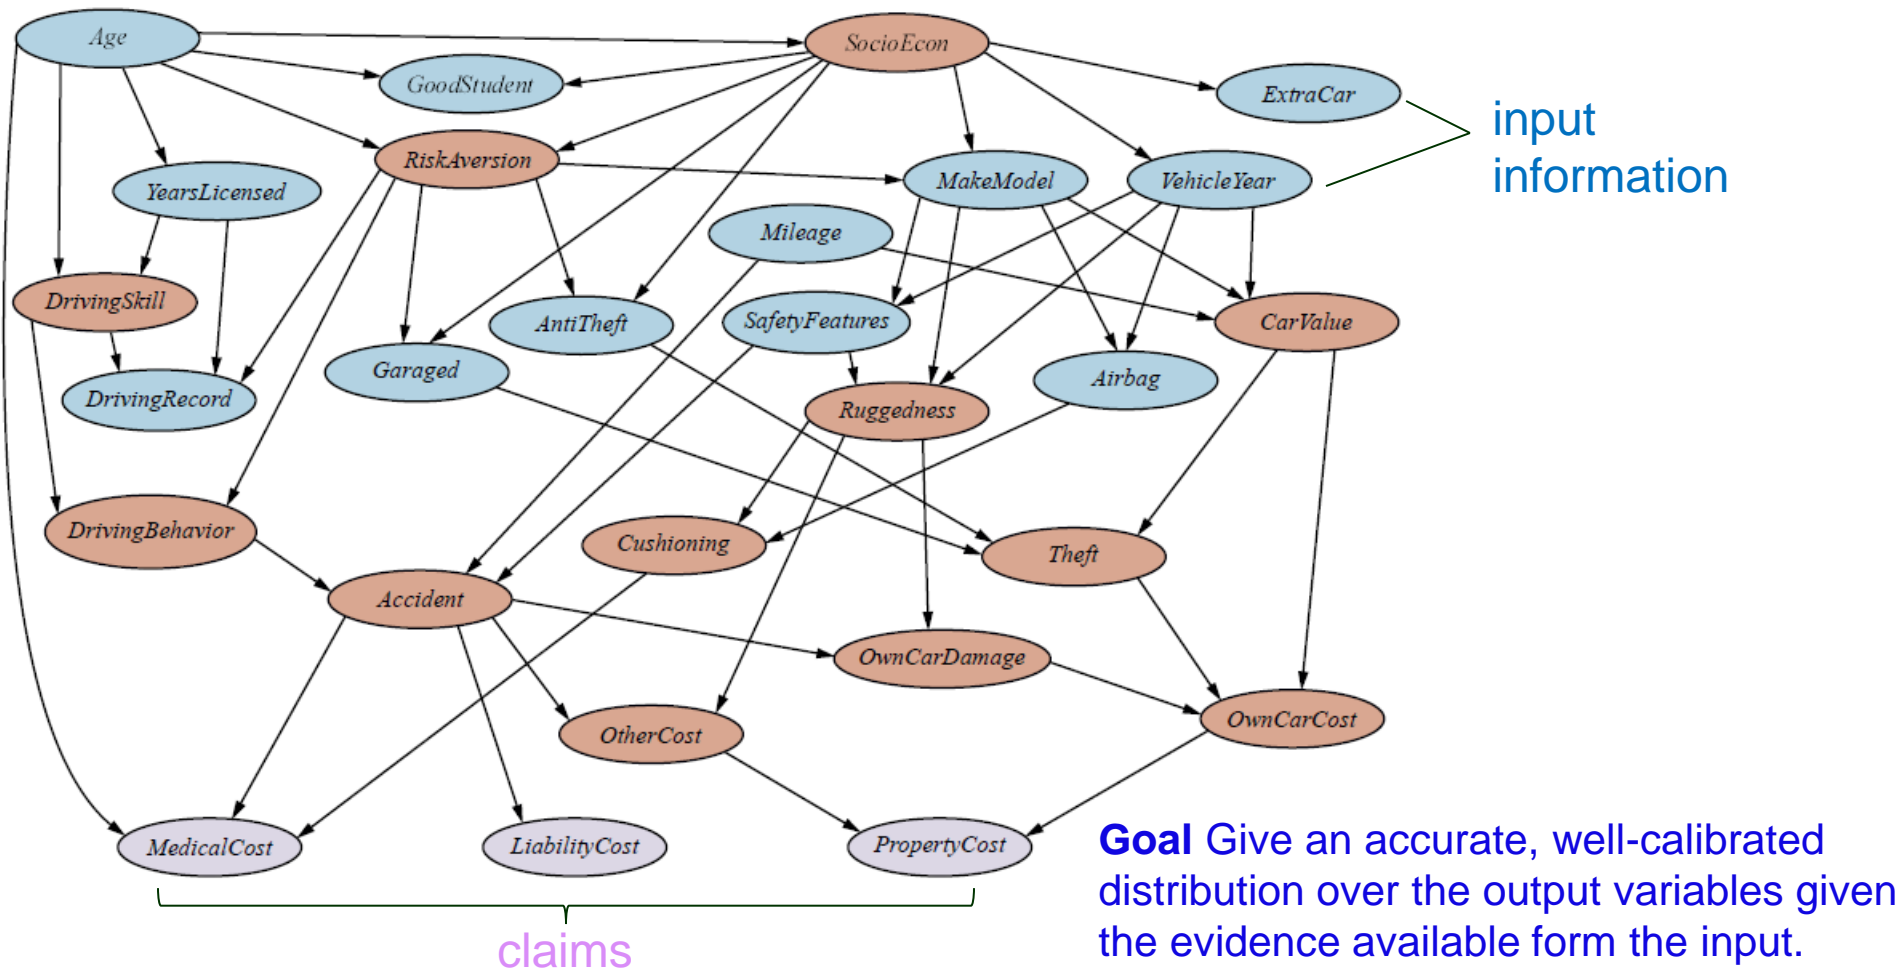 Age
SocioEcon
GoodStudent
ExtraCar
input
information
RiskAversion
YearsLicensed
MakeModel
VehicleYear
Mileage
DrivingSkill
AntiTheft
SafetyFeatures
CarValue
Garaged
Airbag
DrivingRecord
Ruggedness
DrivingBehavior
Cushioning
Theft
Accident
OwnCarDamage
OtherCost
OwnCarCost
MedicalCost
LiabilityCost
PropertyCost
Goal Give an accurate, well-calibrated
distribution over the output variables given
the evidence available form the input.
claims